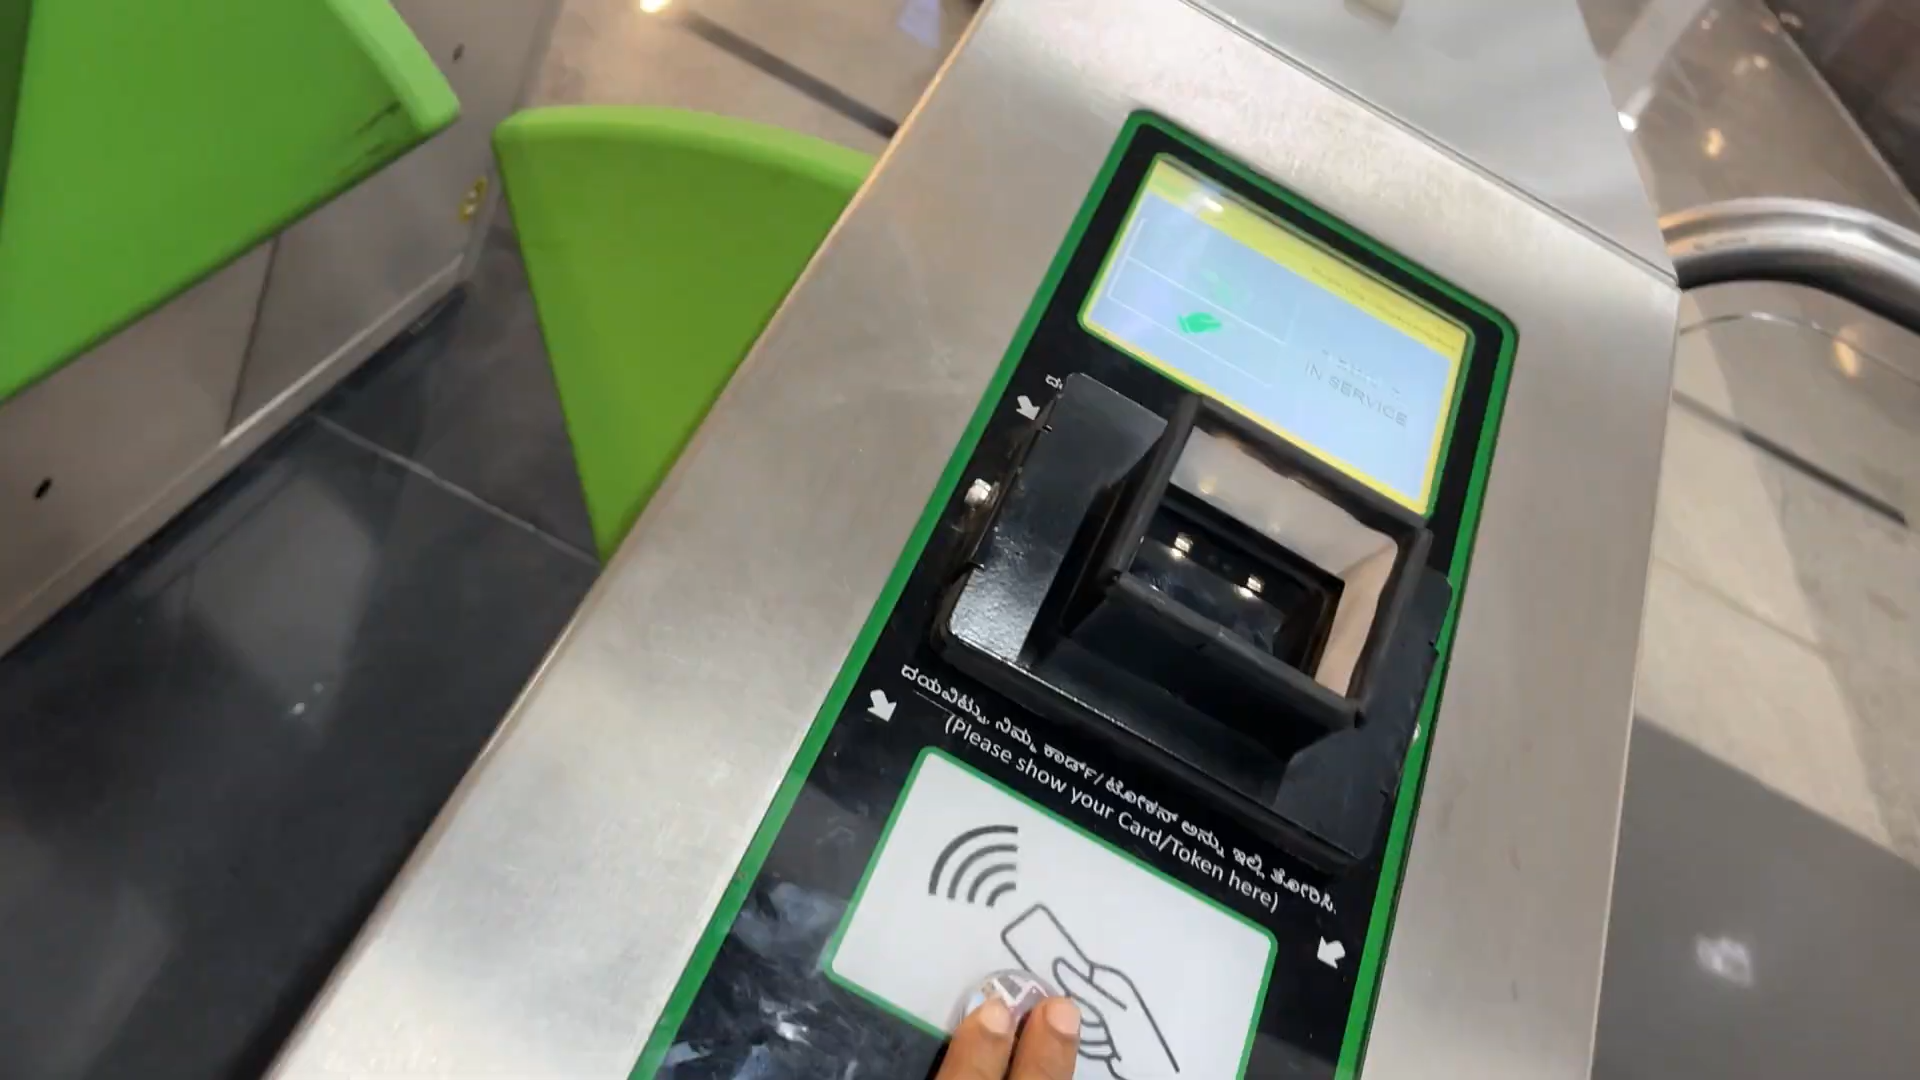 IN SERVICE
ದಯವಿಟ್ಟು, ನಿಮ್ಮ ಕಾರ್ಡ್/ಟೋಕನ್ ಅನ್ನು ಇಲ್ಲಿ ತೋರಿಸಿ.
(Please show your Card/Token here)